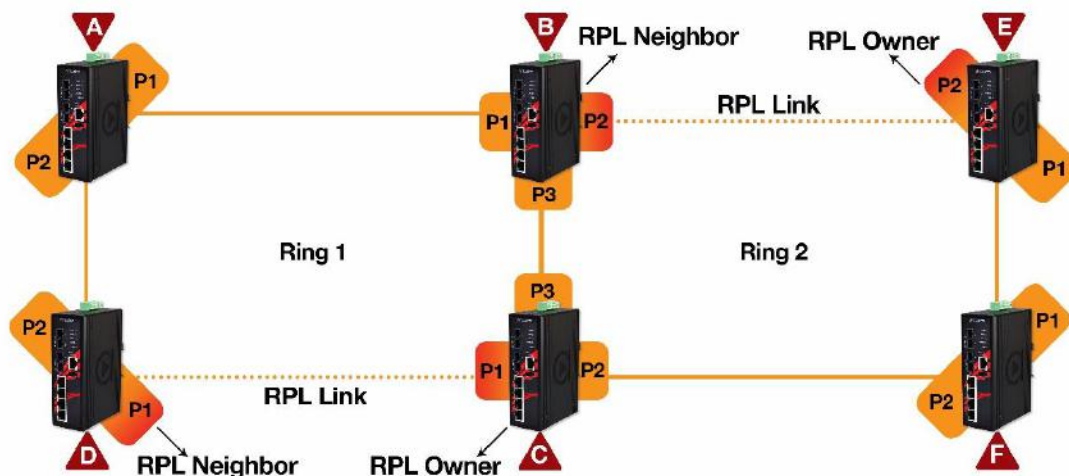 A
B
E
RPL Neighbor
RPL Owner
P1
P2
P1
P2
P3
RPL Link
P2
P1
Ring 1
Ring 2
P3
P2
P1
P1
P2
P1
P2
RPL Link
RPL Neighbor
RPL Owner
D
C
F